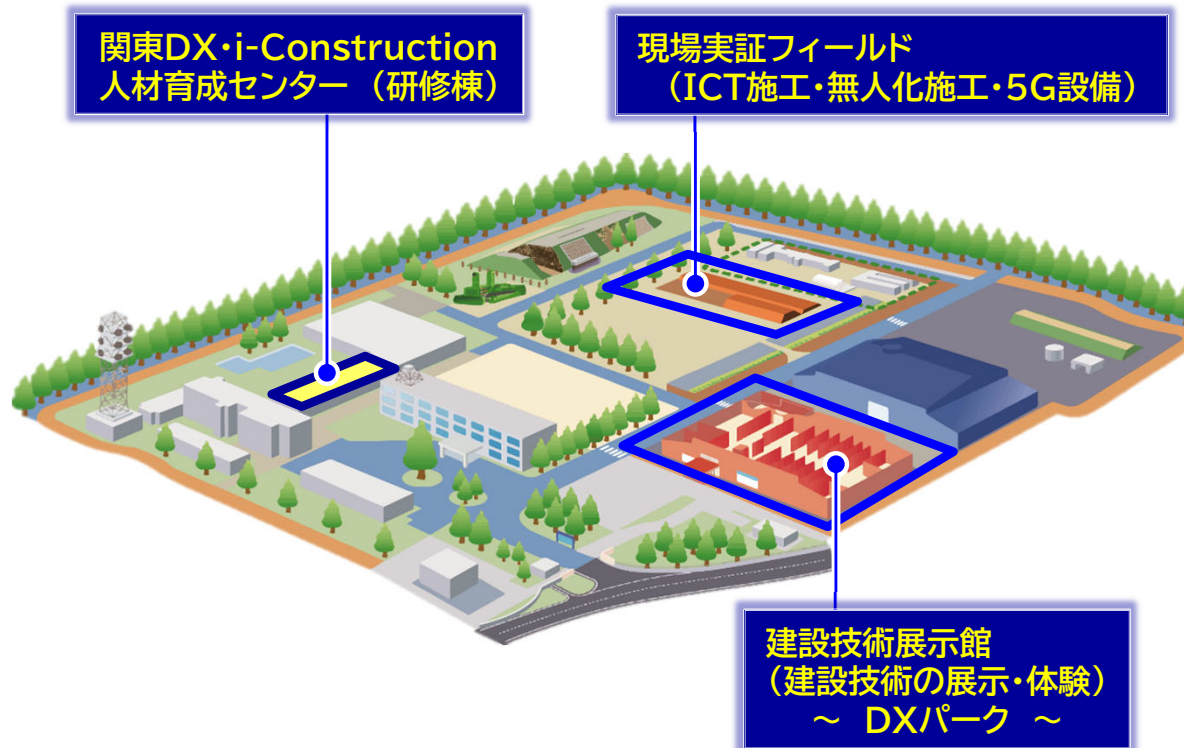 関東DX・i-Construction
人材育成センター（研修棟）
現場実証フィールド
（ICT施工・無人化施工・5G設備）
建設技術展示館
（建設技術の展示・体験）
～ DXパーク ～